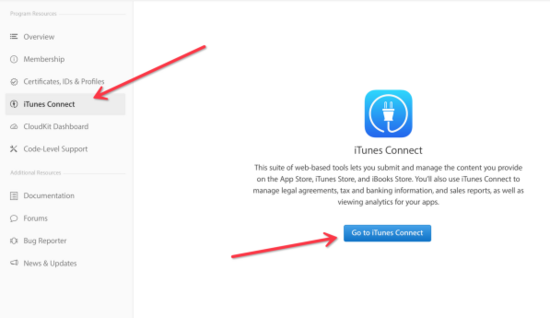 Program Resources
Overview
Membership
Certificates, IDs & Profiles
iTunes Connect
CloudKit Dashboard
Code-Level Support
Additional Resources
Documentation
Forums
Bug Reporter
News & Updates
iTunes Connect
This suite of web-based tools lets you submit and manage the content you provide
on the App Store, iTunes Store, and iBooks Store. You'll also use iTunes Connect to
manage legal agreements, tax and banking information, and sales reports, as well as
viewing analytics for your apps.
Go to iTunes Connect